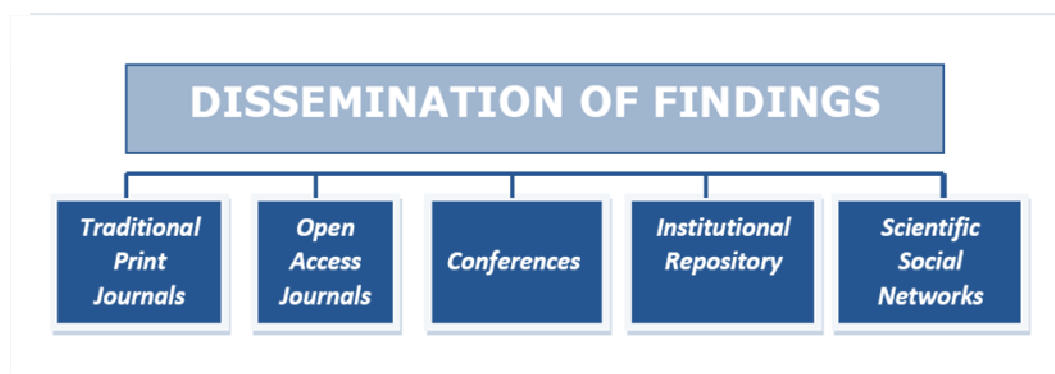 DISSEMINATION OF FINDINGS
Traditional
Print
Journals
Open
Access
Journals
Conferences
Institutional
Repository
Scientific
Social
Networks